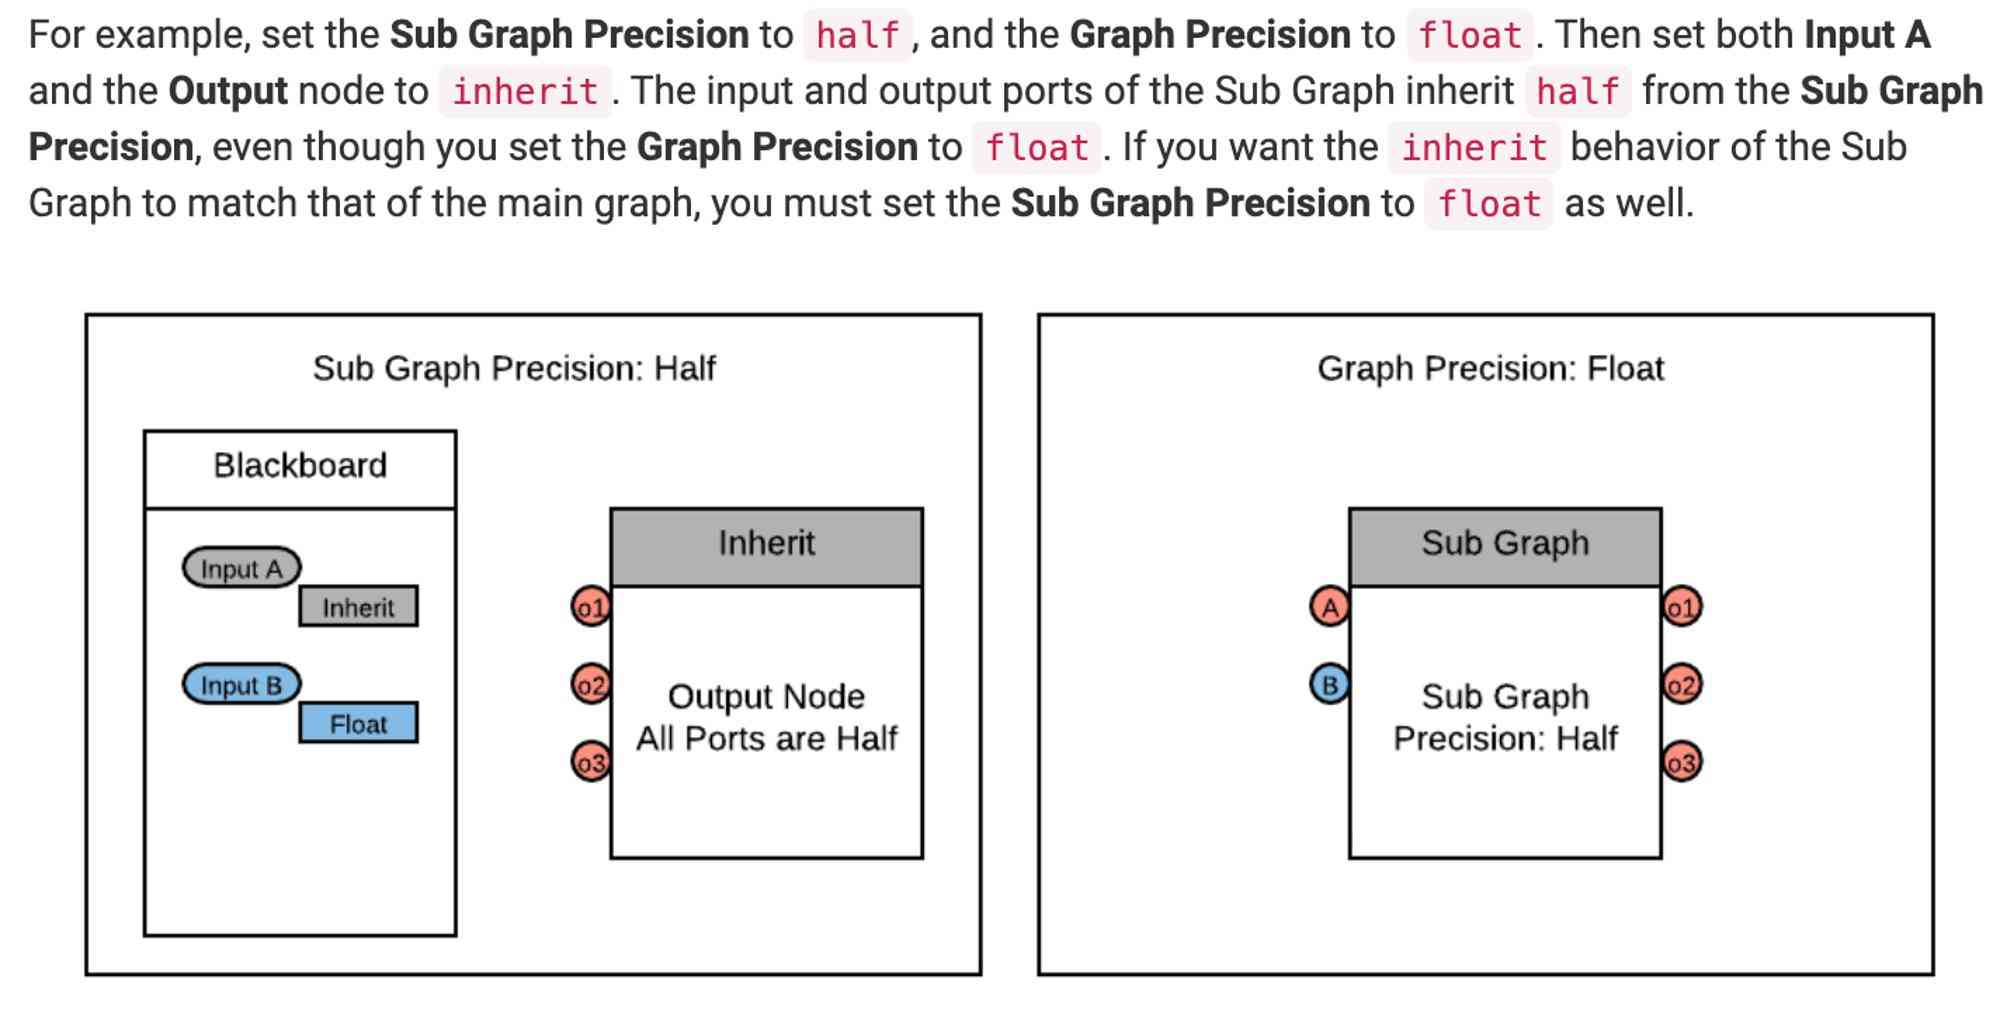 For example, set the Sub Graph Precision to half, and the Graph Precision to float. Then set both Input A
and the Output node to inherit. The input and output ports of the Sub Graph inherit half from the Sub Graph
Precision, even though you set the Graph Precision to float. If you want the inherit behavior of the Sub
Graph to match that of the main graph, you must set the Sub Graph Precision to float as well.
Sub Graph Precision: Half
Blackboard
Input A
Inherit
Input B
Float
Inherit
o1
o2
o3
Output Node
All Ports are Half
Graph Precision: Float
Sub Graph
A
B
Sub Graph
Precision: Half
o1
o2
o3